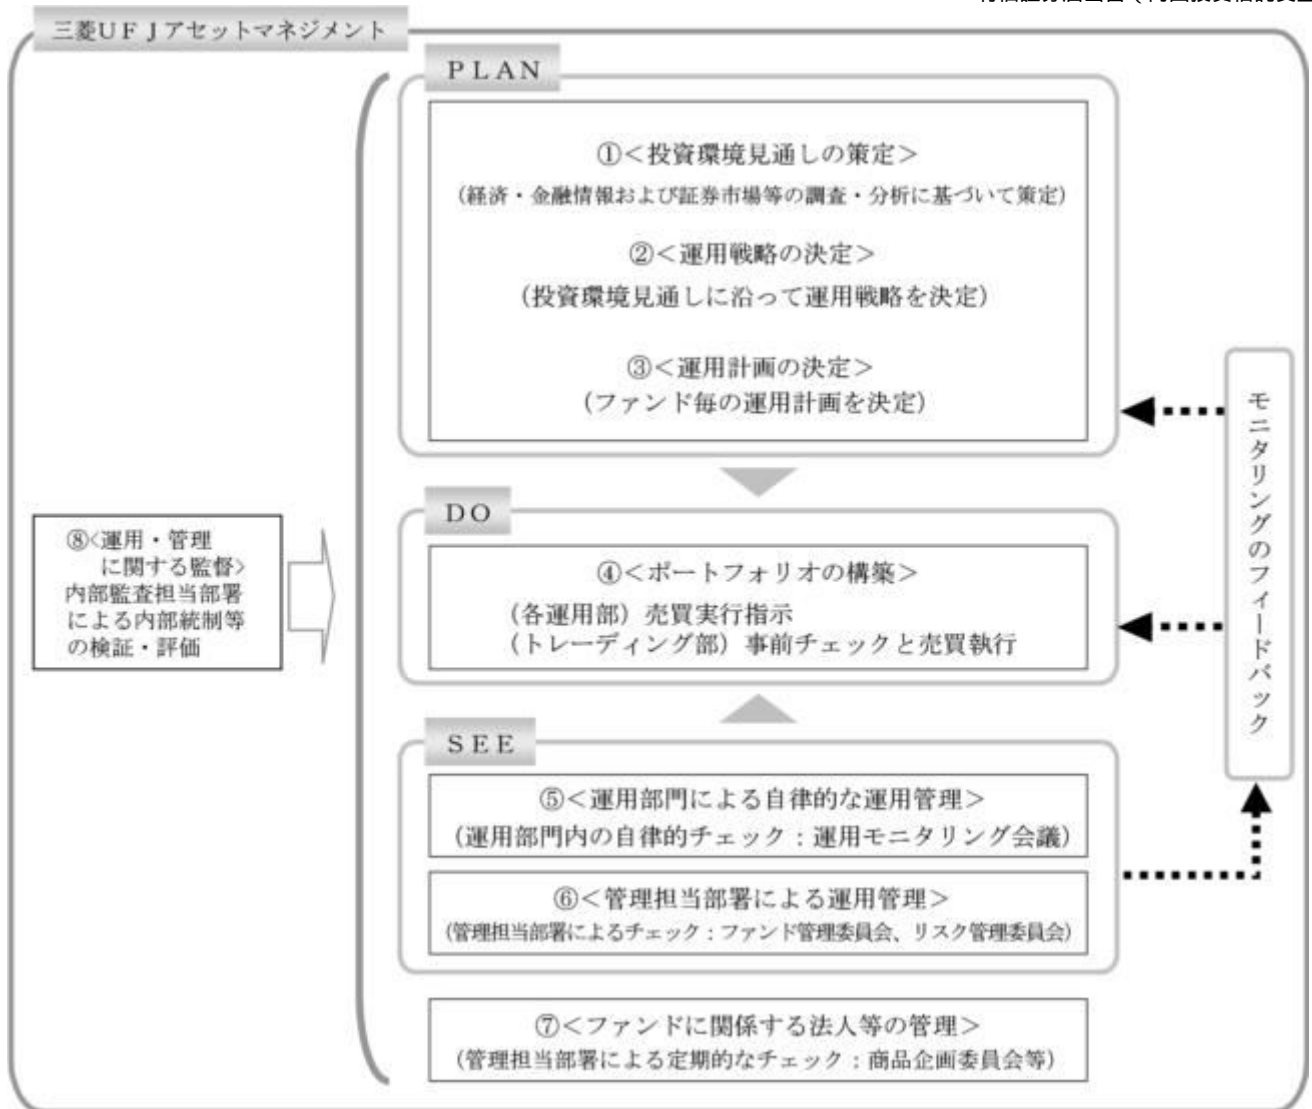 三菱ＵＦＪアセットマネジメント
ＰＬＡＮ
①＜投資環境見通しの策定＞
（経済・金融情報および証券市場等の調査・分析に基づいて策定）
②＜運用戦略の決定＞
（投資環境見通しに沿って運用戦略を決定）
③＜運用計画の決定＞
（ファンド毎の運用計画を決定）
モニタリングのフィードバック
ＤＯ
④＜ポートフォリオの構築＞
（各運用部）売買実行指示
（トレーディング部）事前チェックと売買執行
⑧<運用・管理
に関する監督>
内部監査担当部署
による内部統制等
の検証・評価
ＳＥＥ
⑤＜運用部門による自律的な運用管理＞
（運用部門内の自律的チェック：運用モニタリング会議）
⑥＜管理担当部署による運用管理＞
（管理担当部署によるチェック：ファンド管理委員会、リスク管理委員会）
⑦＜ファンドに関係する法人等の管理＞
（管理担当部署による定期的なチェック：商品企画委員会等）